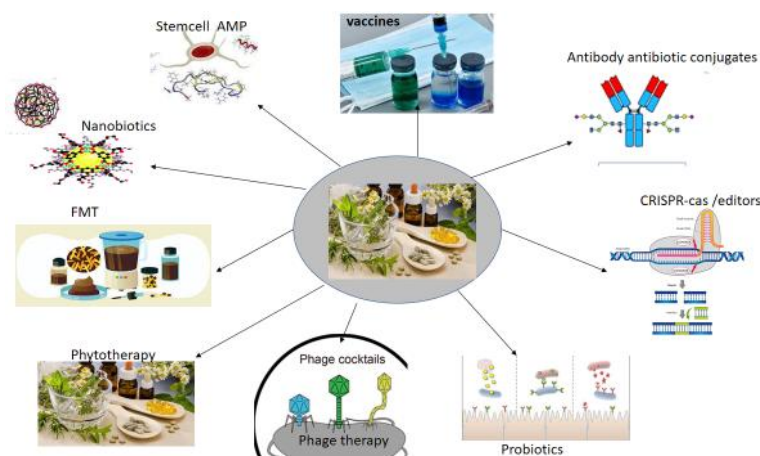 Stemcell AMP
vaccines
Antibody antibiotic conjugates
Nanobiotics
CRISPR-cas /editors
FMT
Phytotherapy
Phage cocktails
Phage therapy
Probiotics